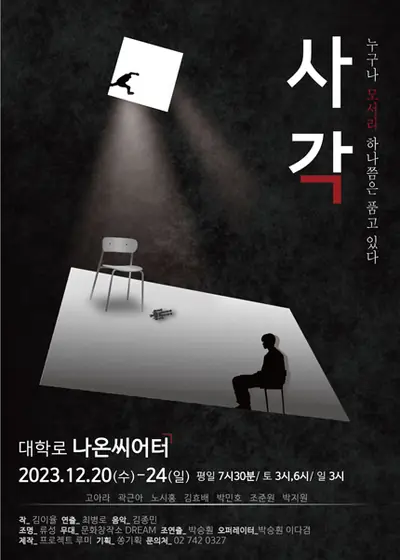 사각
누구나 모서리 하나쯤은 품고 있다
대학로 나온씨어터
2023.12.20(수)-24(일) 평일 7시30분/ 토 3시,6시/ 일 3시
고아라 곽근아 노시홍 김효배 박민호 조준원 박지원
작_ 김이율 연출_ 최병로 음악_ 김종민
조명_ 류성 무대_ 문화창작소 DREAM 조연출_ 박승환 오퍼레이터_ 박승환 이다겸
제작_ 프로젝트 루미 기획_ 쏭기획 문의처_ 02 742 0327